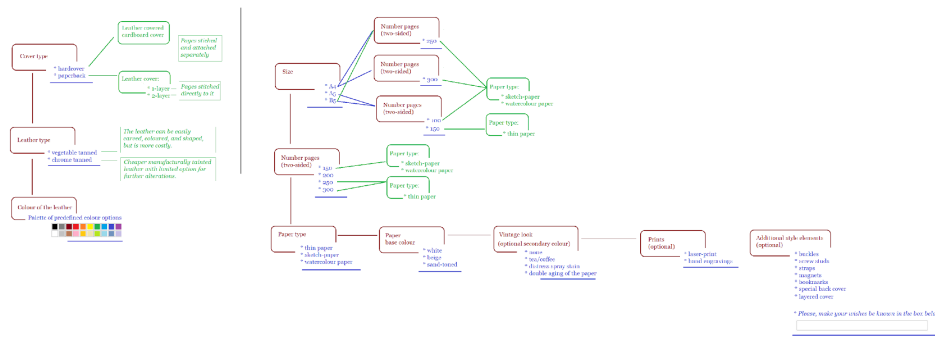 Cover type
* hardcover
* paperback
Leather covered
cardboard cover
Pages stiched
and attached
separately
Leather cover:
* 1-layer
* 2-layer
Pages stitched
directly to it
Leather type
* vegetable tanned
* chrome tanned
The leather can be easily
carved, coloured, and shaped,
but is more costly.
Cheaper manufacturally tainted
leather with limited option for
further alterations.
Colour of the leather
Palette of predefined colour options
Size
* A4
* A5
* B5
Number pages
(two-sided)
* 250
Number pages
(two-sided)
* 300
Number pages
(two-sided)
* 200
* 150
Paper type:
* sketch-paper
* watercolour paper
Paper type:
* thin paper
Number pages
(two-sided)
* 150
* 200
* 250
* 300
Paper type:
* sketch-paper
* watercolour paper
Paper type:
* thin paper
Paper type
* thin paper
* sketch-paper
* watercolour paper
Paper
base colour
* white
* beige
* sand-toned
Vintage look
(optional secondary colour)
* none
* tea/coffee
* distress spray stain
* double aging of the paper
Prints
(optional)
* laser-print
* hand engravings
Additional style elements
(optional)
* buckles
* screw studs
* straps
* magnets
* bookmarks
* special back cover
* layered cover
* Please, make your wishes be known in the box